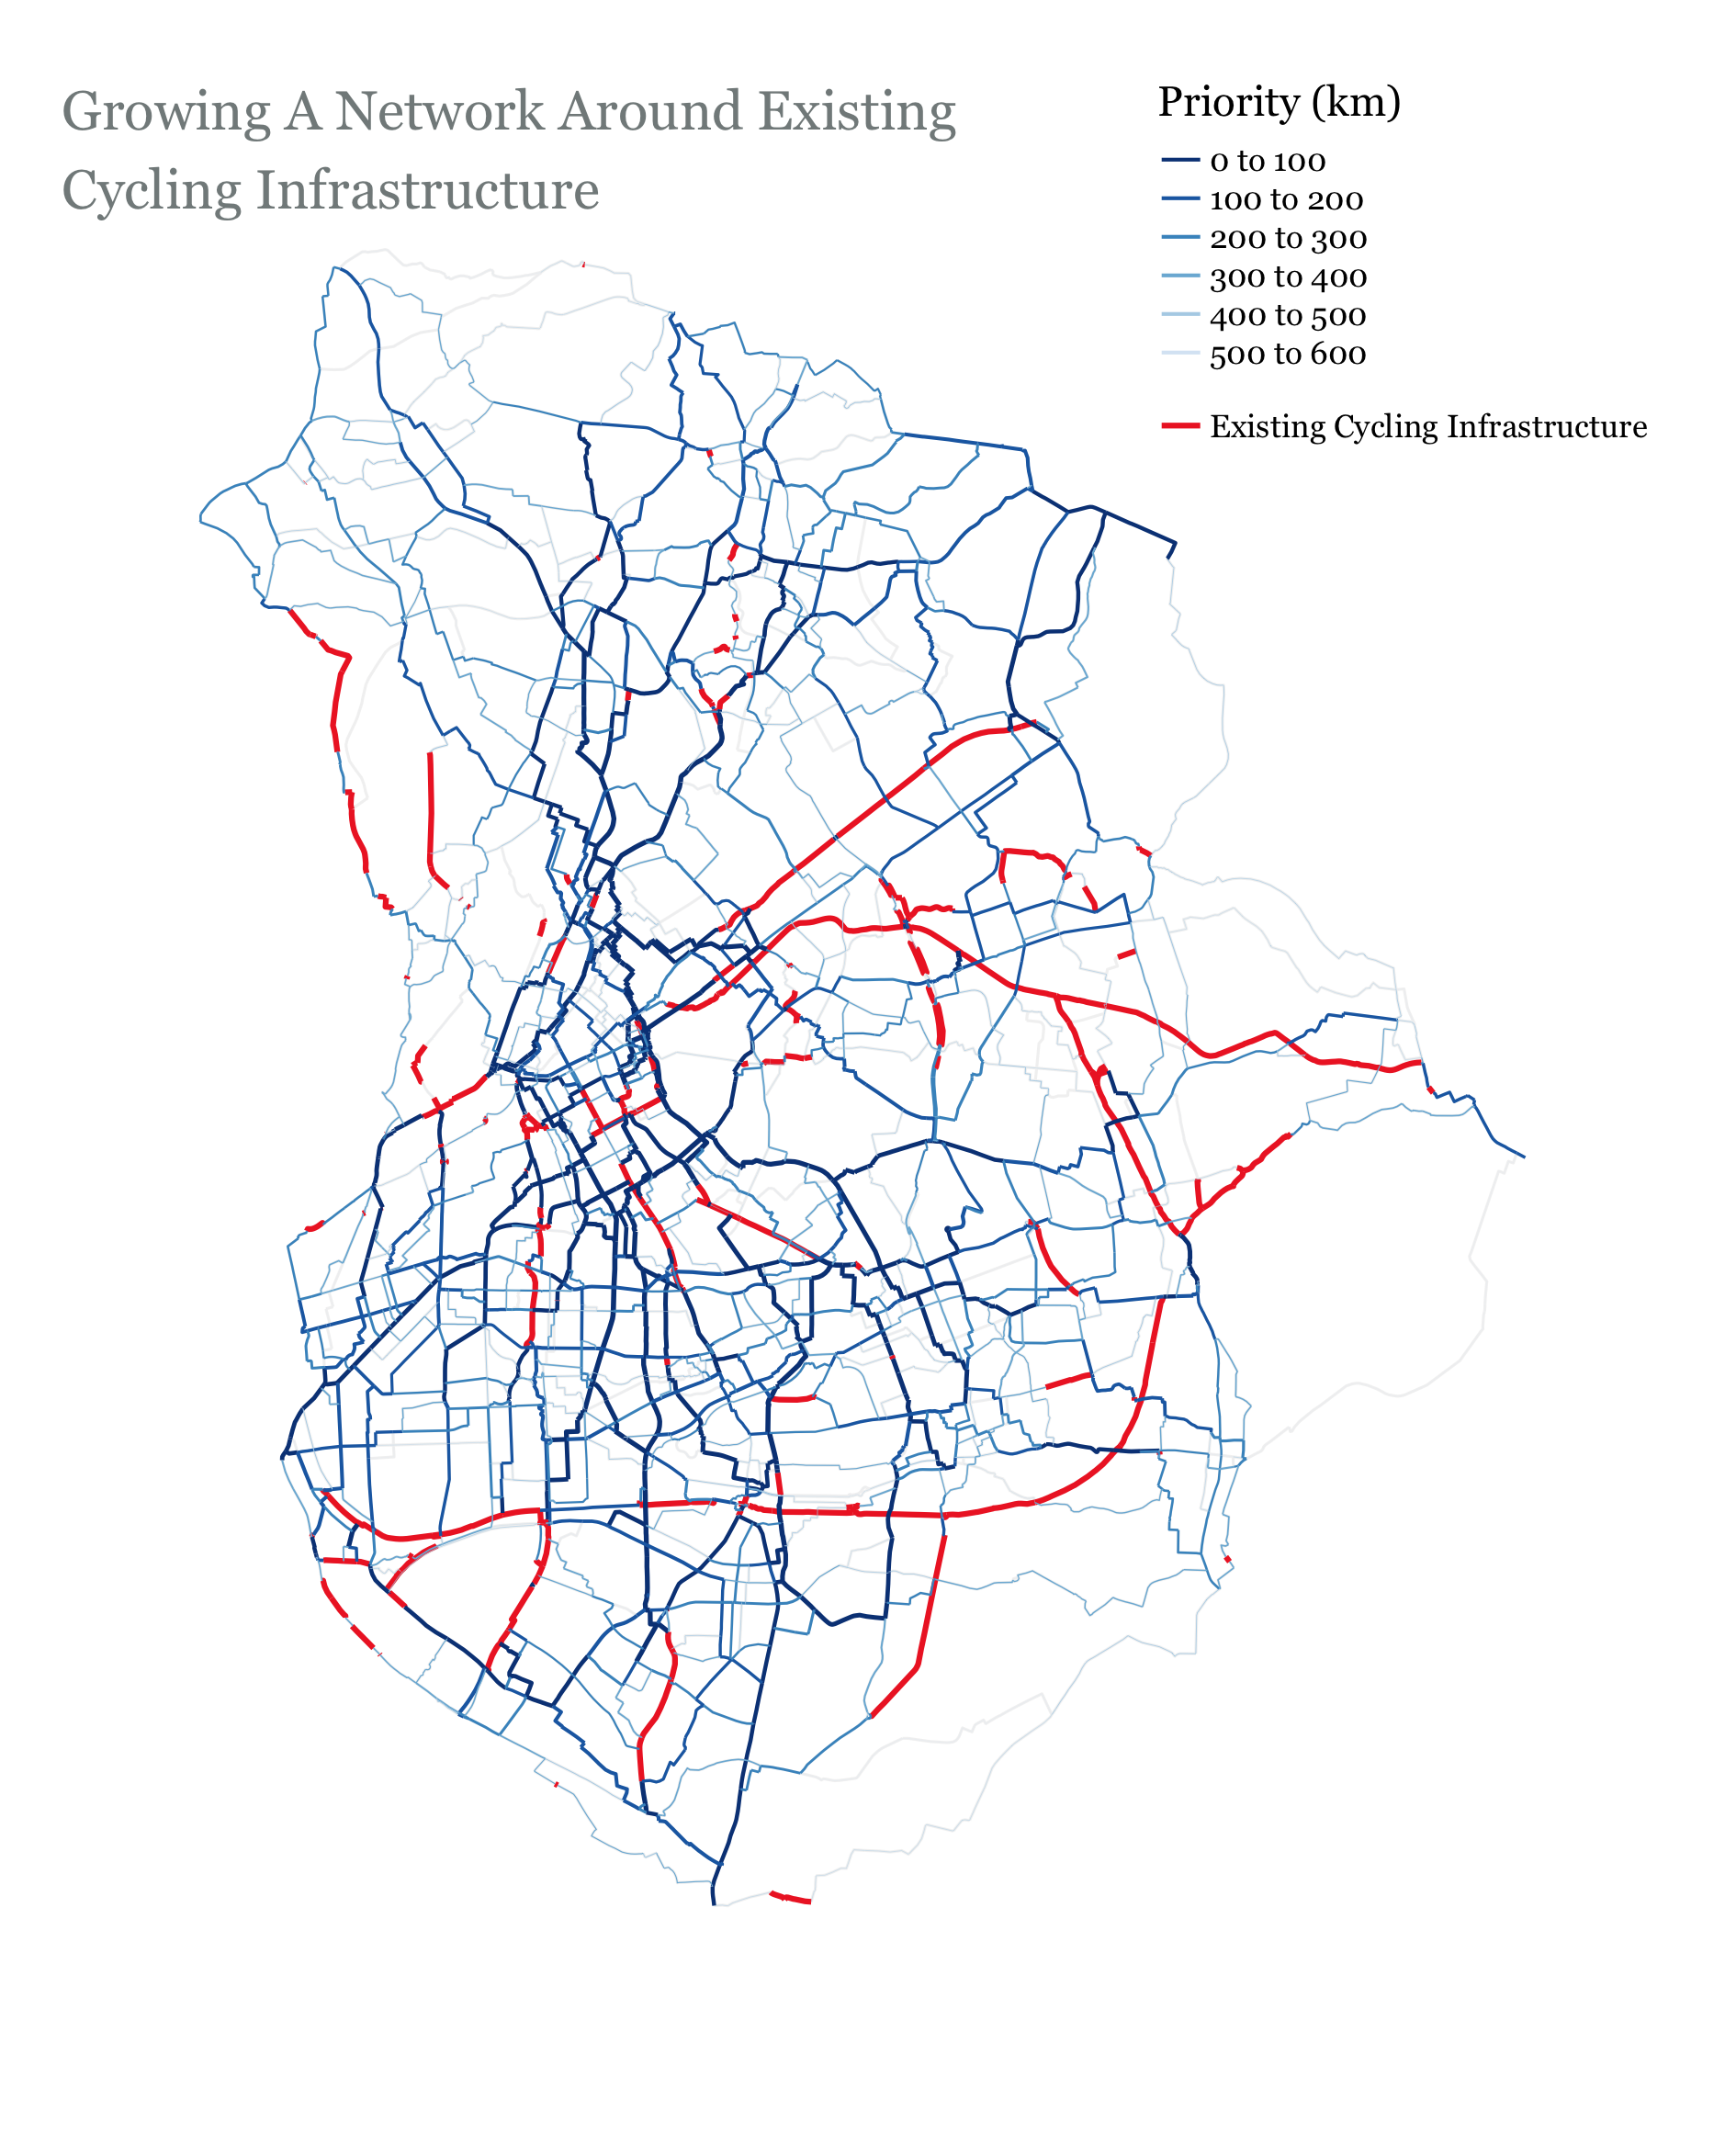 Growing A Network Around Existing
Cycling Infrastructure
Priority (km)
0 to 100
100 to 200
200 to 300
300 to 400
400 to 500
500 to 600
Existing Cycling Infrastructure